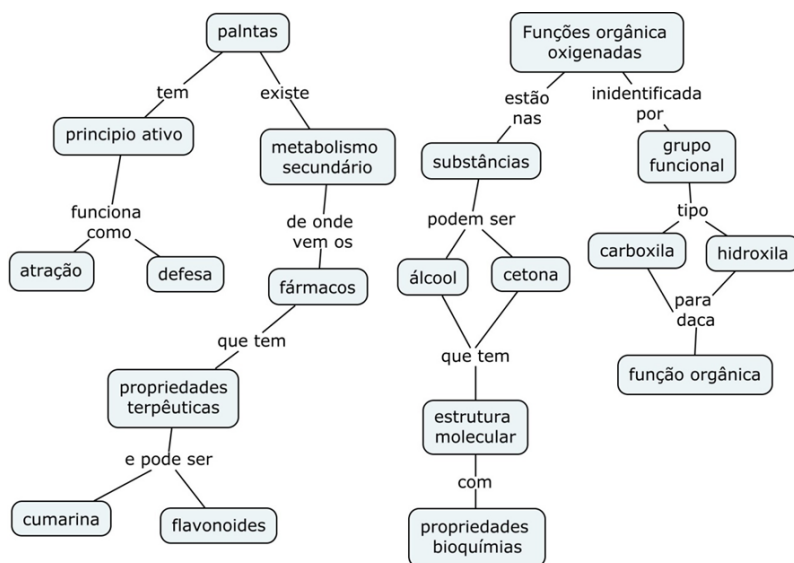 palntas
tem
existe
principio ativo
metabolismo
secundário
funciona
como
de onde
vem os
atração
defesa
fármacos
que tem
propriedades
terpêuticas
e pode ser
cumarina
flavonoides
Funções orgânica
oxigenadas
estão
nas
inidentificada
por
substâncias
grupo
funcional
podem ser
tipo
álcool
cetona
carboxila
hidroxila
que tem
para
daca
estrutura
molecular
função orgânica
com
propriedades
bioquímias